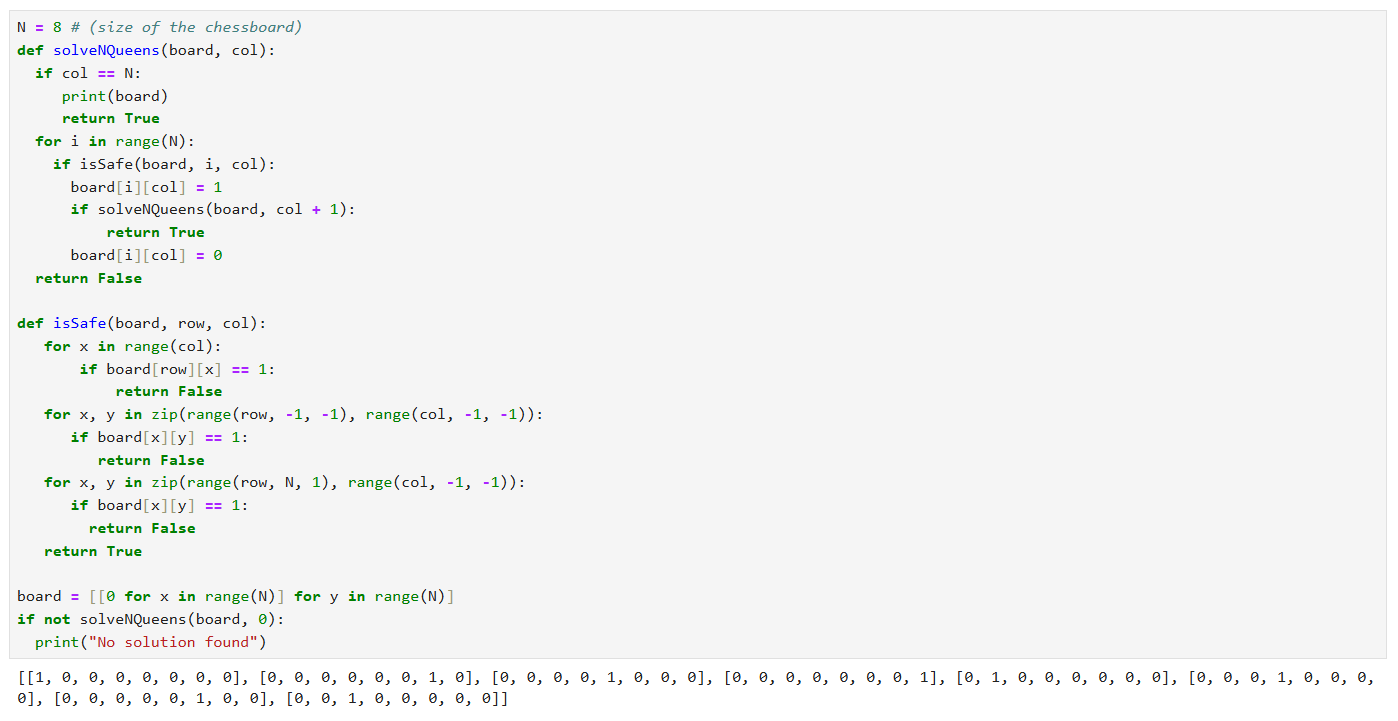 N = 8 # (size of the chessboard)
def solveNQueens(board, col):
  if col == N:
     print(board)
     return True
  for i in range(N):
    if isSafe(board, i, col):
      board[i][col] = 1
      if solveNQueens(board, col + 1):
          return True
      board[i][col] = 0
  return False

def isSafe(board, row, col):
   for x in range(col):
       if board[row][x] == 1:
           return False
   for x, y in zip(range(row, -1, -1), range(col, -1, -1)):
      if board[x][y] == 1:
         return False
   for x, y in zip(range(row, N, 1), range(col, -1, -1)):
      if board[x][y] == 1:
        return False
   return True

board = [[0 for x in range(N)] for y in range(N)]
if not solveNQueens(board, 0):
  print("No solution found")
[[1, 0, 0, 0, 0, 0, 0, 0], [0, 0, 0, 0, 0, 0, 1, 0], [0, 0, 0, 0, 1, 0, 0, 0], [0, 0, 0, 0, 0, 0, 0, 1], [0, 1, 0, 0, 0, 0, 0, 0], [0, 0, 0, 1, 0, 0, 0,
0], [0, 0, 0, 0, 0, 1, 0, 0], [0, 0, 1, 0, 0, 0, 0, 0]]